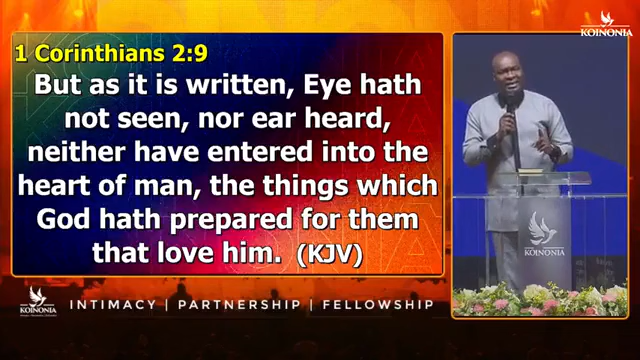 1 Corinthians 2:9
But as it is written, Eye hath
not seen, nor ear heard,
neither have entered into the
heart of man, the things which
God hath prepared for them
that love him. (KJV)
KOINONIA
KOINONIA
KOINONIA
INTIMACY | PARTNERSHIP | FELLOWSHIP